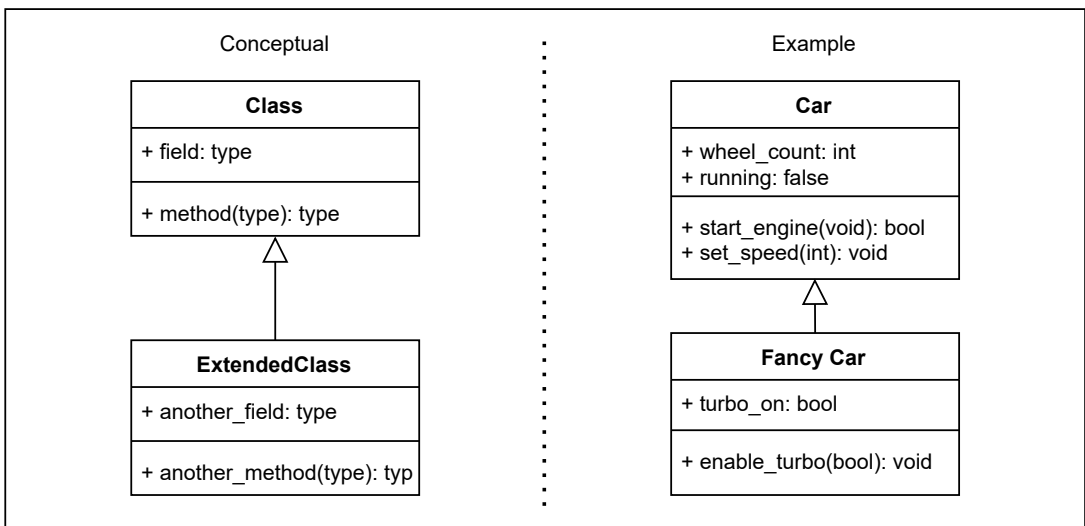 Conceptual
Class
+ field: type
+ method(type): type
ExtendedClass
+ another_field: type
+ another_method(type): typ
Example
Car
+ wheel_count: int
+ running: false
+ start_engine(void): bool
+ set_speed(int): void
Fancy Car
+ turbo_on: bool
+ enable_turbo(bool): void